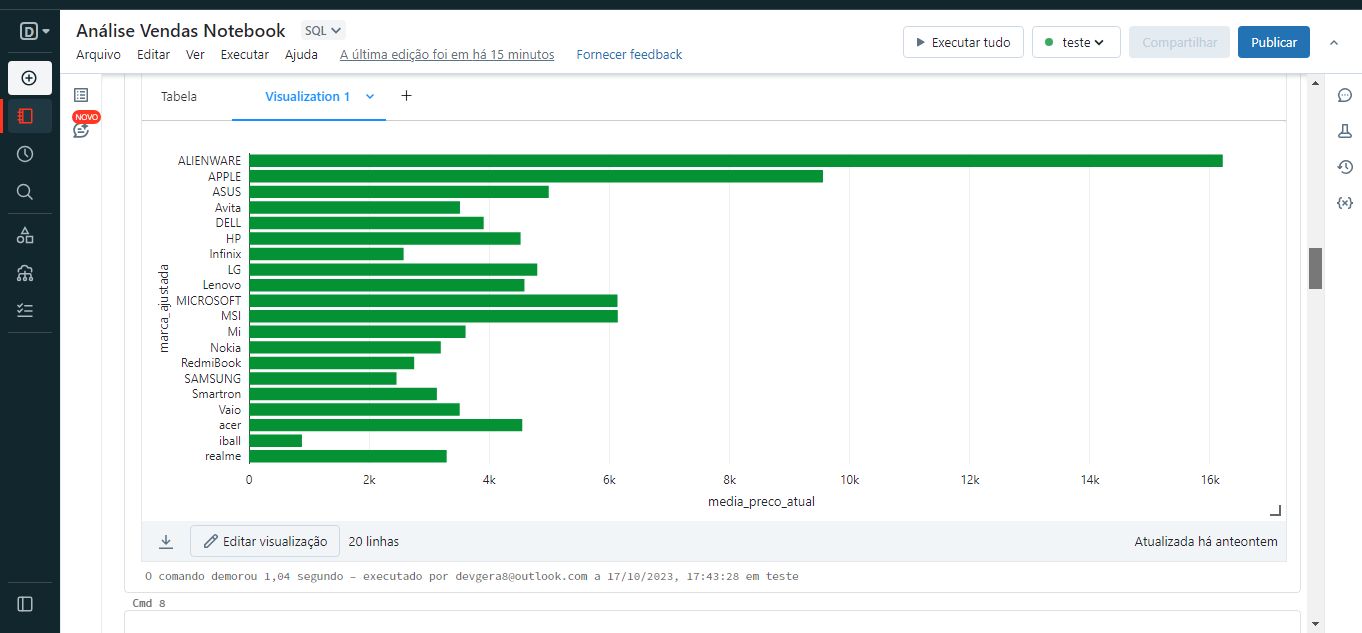 D
Análise Vendas Notebook SQL
Arquivo Editar Ver Executar Ajuda A última edição foi em há 15 minutos Fornecer feedback
Executar tudo teste Compartilhar Publicar
NOVO
Tabela Visualization 1 +
marca_ajustada
ALIENWARE
APPLE
ASUS
Avita
DELL
HP
Infinix
LG
Lenovo
MICROSOFT
MSI
Mi
Nokia
RedmiBook
SAMSUNG
Smartron
Vaio
acer
iball
realme
0 2k 4k 6k 8k 10k 12k 14k 16k
media_preco_atual
Editar visualização 20 linhas Atualizada há anteontem
O comando demorou 1,04 segundo – executado por devgera8@outlook.com a 17/10/2023, 17:43:28 em teste
Cmd 8